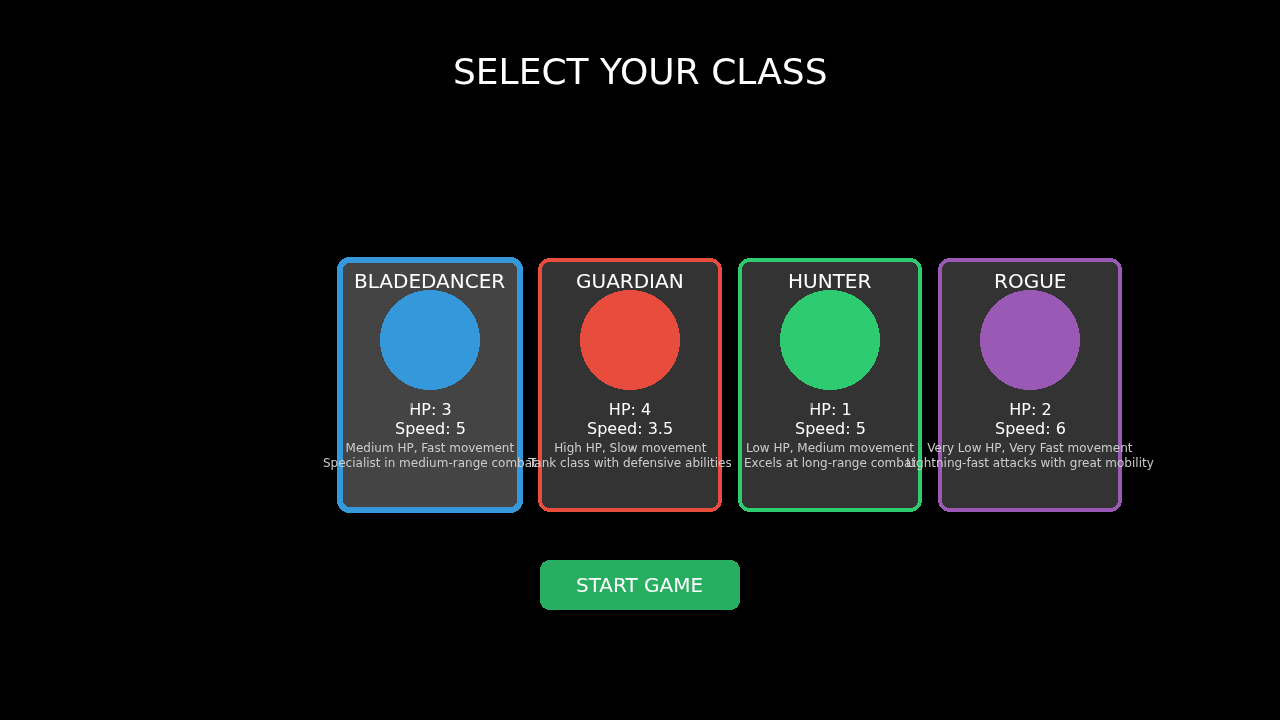 SELECT YOUR CLASS
BLADEDANCER
HP: 3
Speed: 5
Medium HP, Fast movement
Specialist in medium-range combat
GUARDIAN
HP: 4
Speed: 3.5
High HP, Slow movement
Tank class with defensive abilities
HUNTER
HP: 1
Speed: 5
Low HP, Medium movement
Excels at long-range combat
ROGUE
HP: 2
Speed: 6
Very Low HP, Very Fast movement
Lightning-fast attacks with great mobility
START GAME